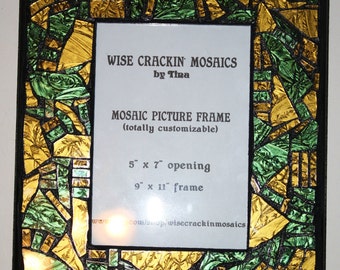 WISE CRACKIN' MOSAICS
by Tina
MOSAIC PICTURE FRAME
(totally customizable)
5" x 7" opening
9" x 11" frame